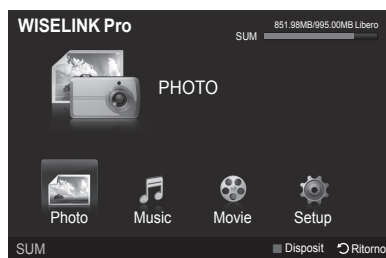 WISELINK Pro
851.98MB/995.00MB Libero
SUM
PHOTO
Photo Music Movie Setup
SUM Disposit Ritorno